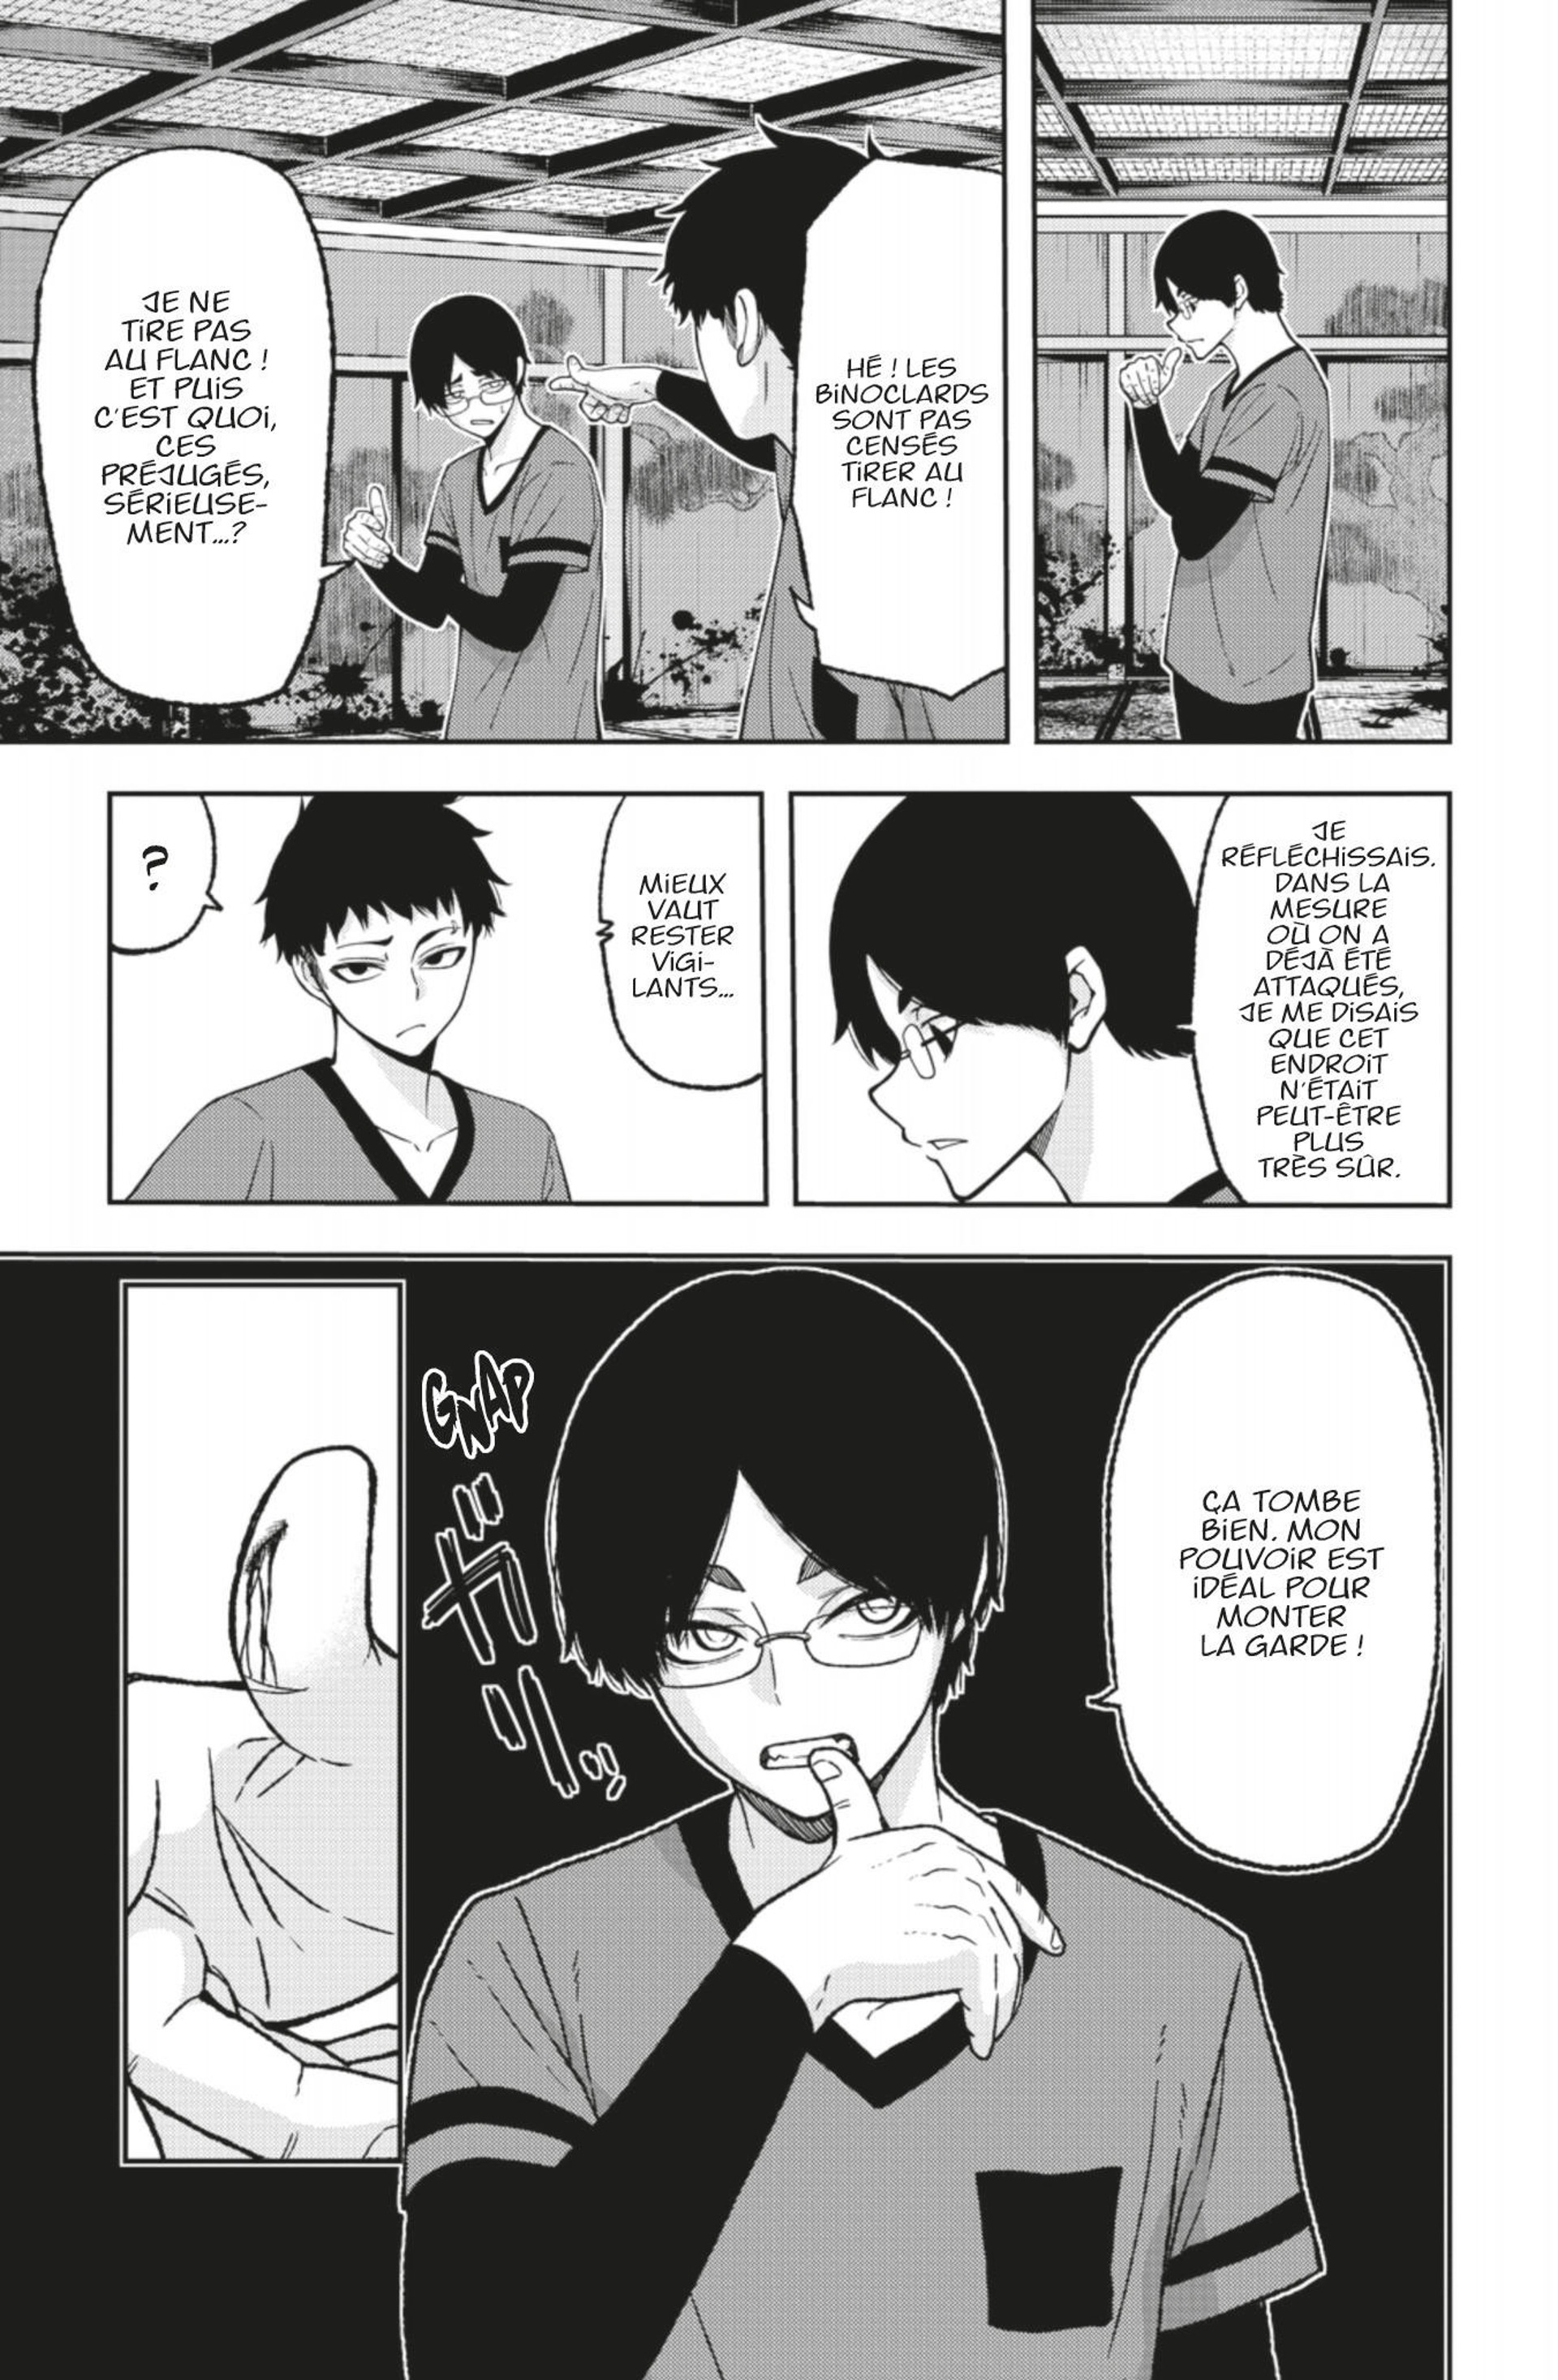 HÉ ! LES
BINOCLARDS
SONT PAS
CENSÉS
TIRER AU
FLANC !
JE NE
TIRE PAS
AU FLANC !
ET PUIS
C'EST QUOI,
CES
PRÉJUGÉS,
SÉRIEUSE-
MENT...?
JE
RÉFLÉCHISSAIS.
DANS LA
MESURE
OÙ ON A
DÉJÀ ÉTÉ
ATTAQUÉS,
JE ME DISAIS
QUE CET
ENDROIT
N'ÉTAIT
PEUT-ÊTRE
PLUS
TRÈS SÛR.
MIEUX
VAUT
RESTER
VIGI-
LANTS...
?
ÇA TOMBE
BIEN. MON
POUVOIR EST
IDÉAL POUR
MONTER
LA GARDE !
GNAP
ガリッ